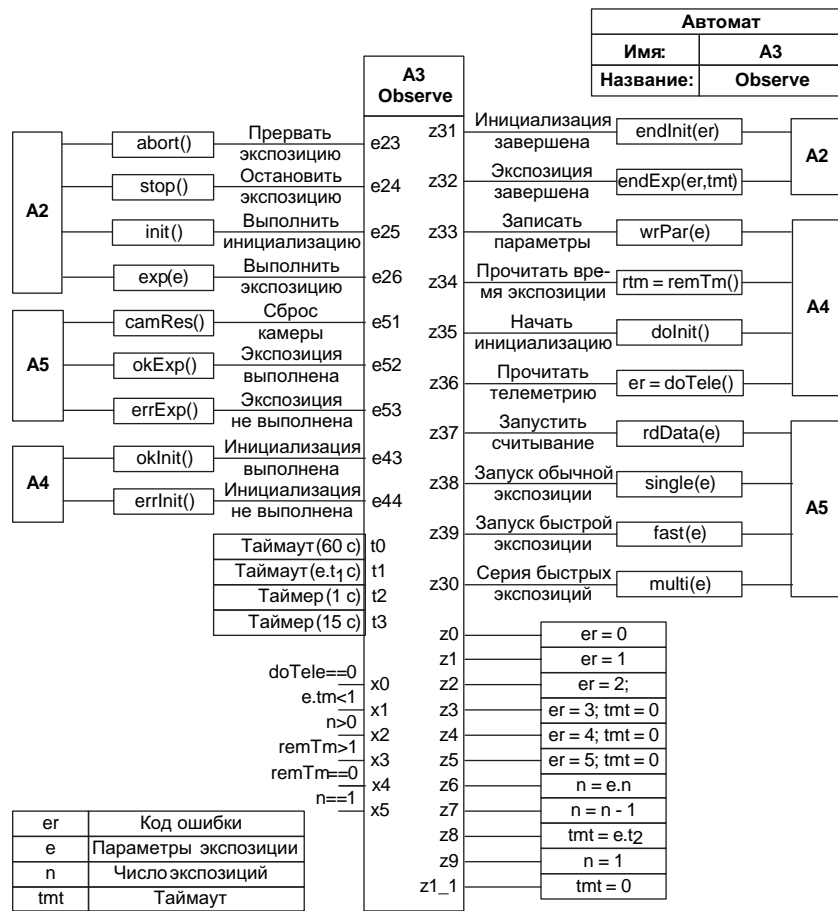 Автомат
Имя: A3
Название: Observe
A3
Observe
A2
abort() Прервать экспозицию e23
stop() Остановить экспозицию e24
init() Выполнить инициализацию e25
exp(e) Выполнить экспозицию e26
A5
camRes() Сброс камеры e51
okExp() Экспозиция выполнена e52
errExp() Экспозиция не выполнена e53
A4
okInit() Инициализация выполнена e43
errInit() Инициализация не выполнена e44
Таймаут (60 с) t0
Таймаут (e.t1 с) t1
Таймер (1 с) t2
Таймер (15 с) t3
doTele==0 x0
e.tm<1 x1
n>0 x2
remTm>1 x3
remTm==0 x4
n==1 x5
z31 Инициализация завершена endInit(er)
z32 Экспозиция завершена endExp(er,tmt)
A2
z33 Записать параметры wrPar(e)
z34 Прочитать вре-
мя экспозиции rtm = remTm()
z35 Начать инициализацию doInit()
z36 Прочитать телеметрию er = doTele()
A4
z37 Запустить считывание rdData(e)
z38 Запуск обычной экспозиции single(e)
z39 Запуск быстрой экспозиции fast(e)
z30 Серия быстрых экспозиций multi(e)
A5
z0 er = 0
z1 er = 1
z2 er = 2;
z3 er = 3; tmt = 0
z4 er = 4; tmt = 0
z5 er = 5; tmt = 0
z6 n = e.n
z7 n = n - 1
z8 tmt = e.t2
z9 n = 1
z1_1 tmt = 0
er Код ошибки
e Параметры экспозиции
n Число экспозиций
tmt Таймаут